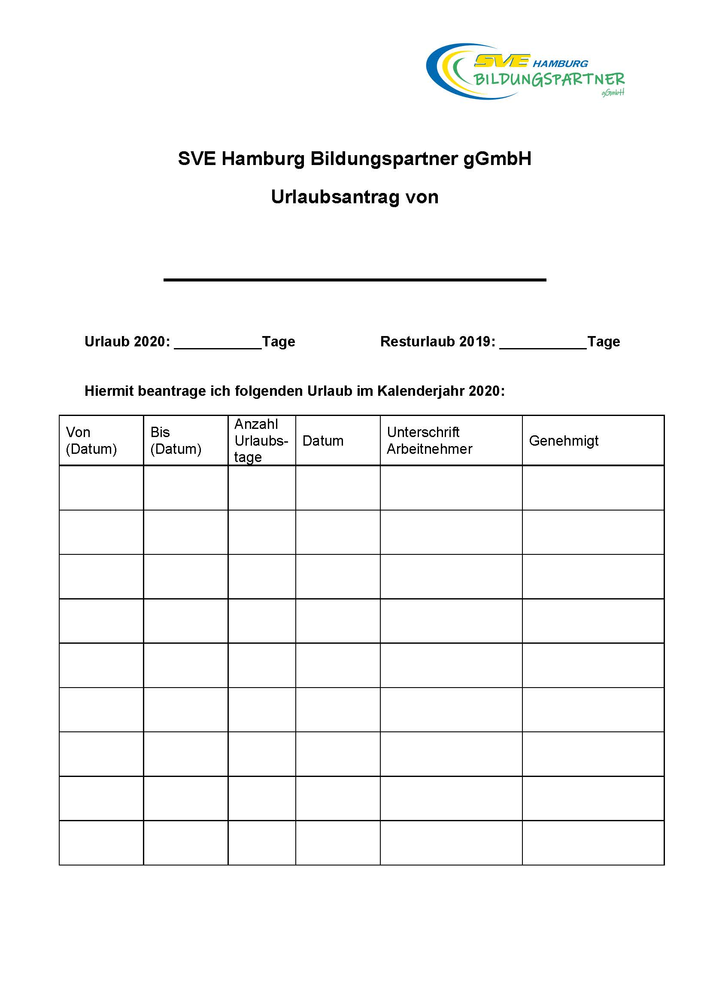 SVE HAMBURG
BILDUNGSPARTNER
gGmbH
SVE Hamburg Bildungspartner gGmbH
Urlaubsantrag von
Urlaub 2020: ___________Tage Resturlaub 2019: ___________Tage
Hiermit beantrage ich folgenden Urlaub im Kalenderjahr 2020:
Von
(Datum)
Bis
(Datum)
Anzahl
Urlaubs-
tage
Datum
Unterschrift
Arbeitnehmer
Genehmigt